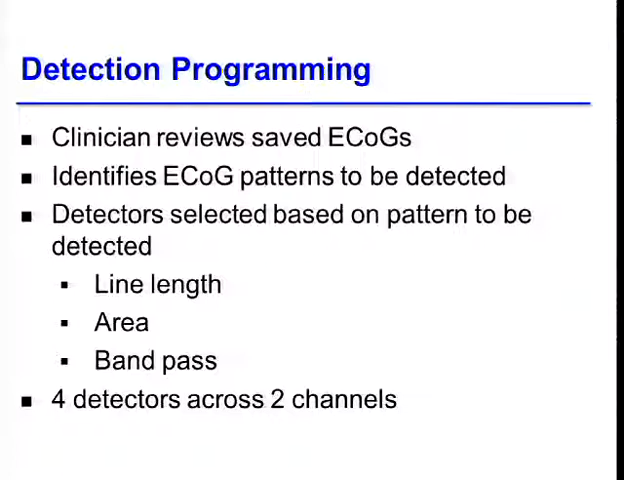 Detection Programming
Clinician reviews saved ECoGs
Identifies ECoG patterns to be detected
Detectors selected based on pattern to be
detected
Line length
Area
Band pass
4 detectors across 2 channels